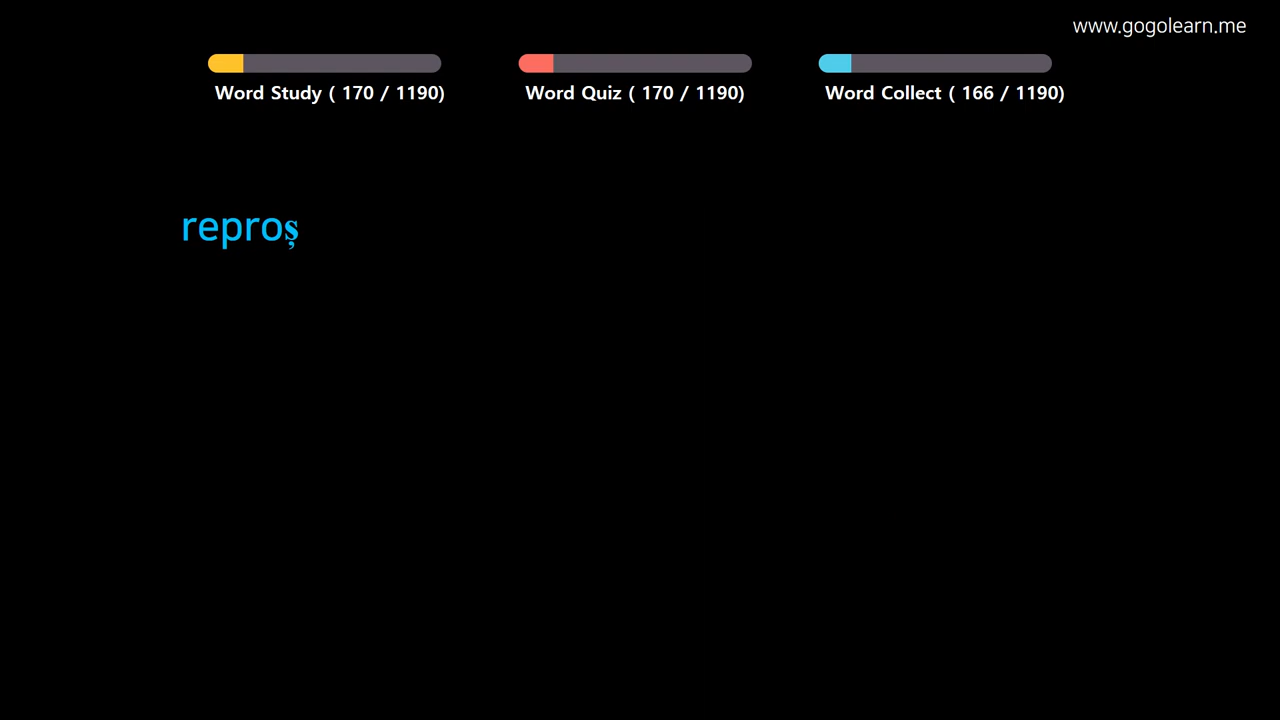 www.gogolearn.me
Word Study ( 170 / 1190)
Word Quiz ( 170 / 1190)
Word Collect ( 166 / 1190)
reproș